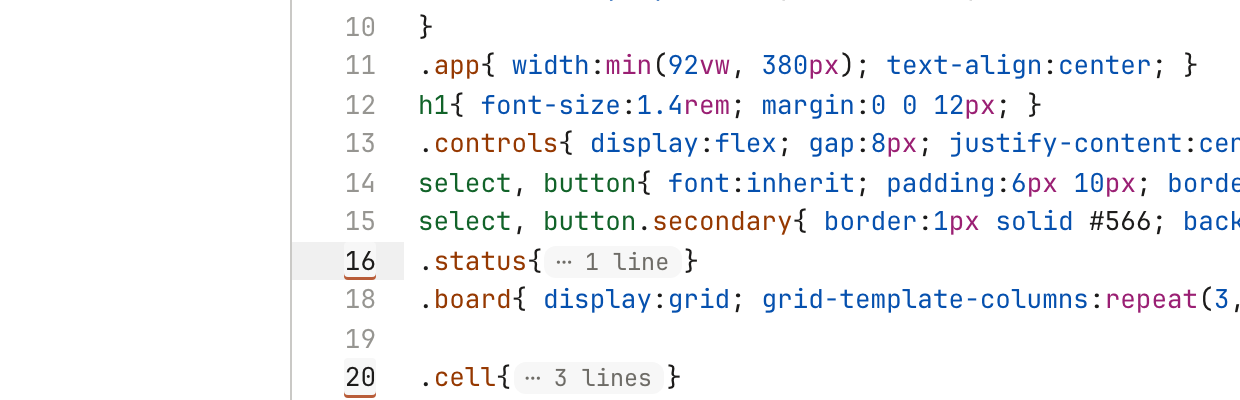 10 }
11 .app{ width:min(92vw, 380px); text-align:center; }
12 h1{ font-size:1.4rem; margin:0 0 12px; }
13 .controls{ display:flex; gap:8px; justify-content:cen
14 select, button{ font:inherit; padding:6px 10px; borde
15 select, button.secondary{ border:1px solid #566; back
16 .status{ ··· 1 line }
18 .board{ display:grid; grid-template-columns:repeat(3,
19
20 .cell{ ··· 3 lines }